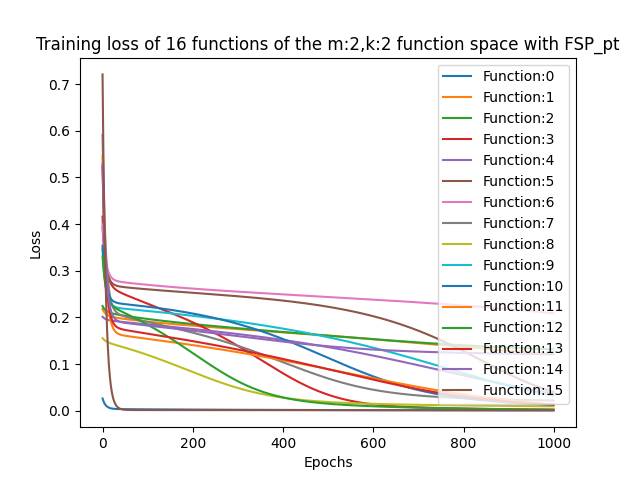 Training loss of 16 functions of the m:2,k:2 function space with FSP_pt
0.7
0.6
0.5
0.4
0.3
0.2
0.1
0.0
Loss
0
200
400
600
800
1000
Epochs
Function:0
Function:1
Function:2
Function:3
Function:4
Function:5
Function:6
Function:7
Function:8
Function:9
Function:10
Function:11
Function:12
Function:13
Function:14
Function:15